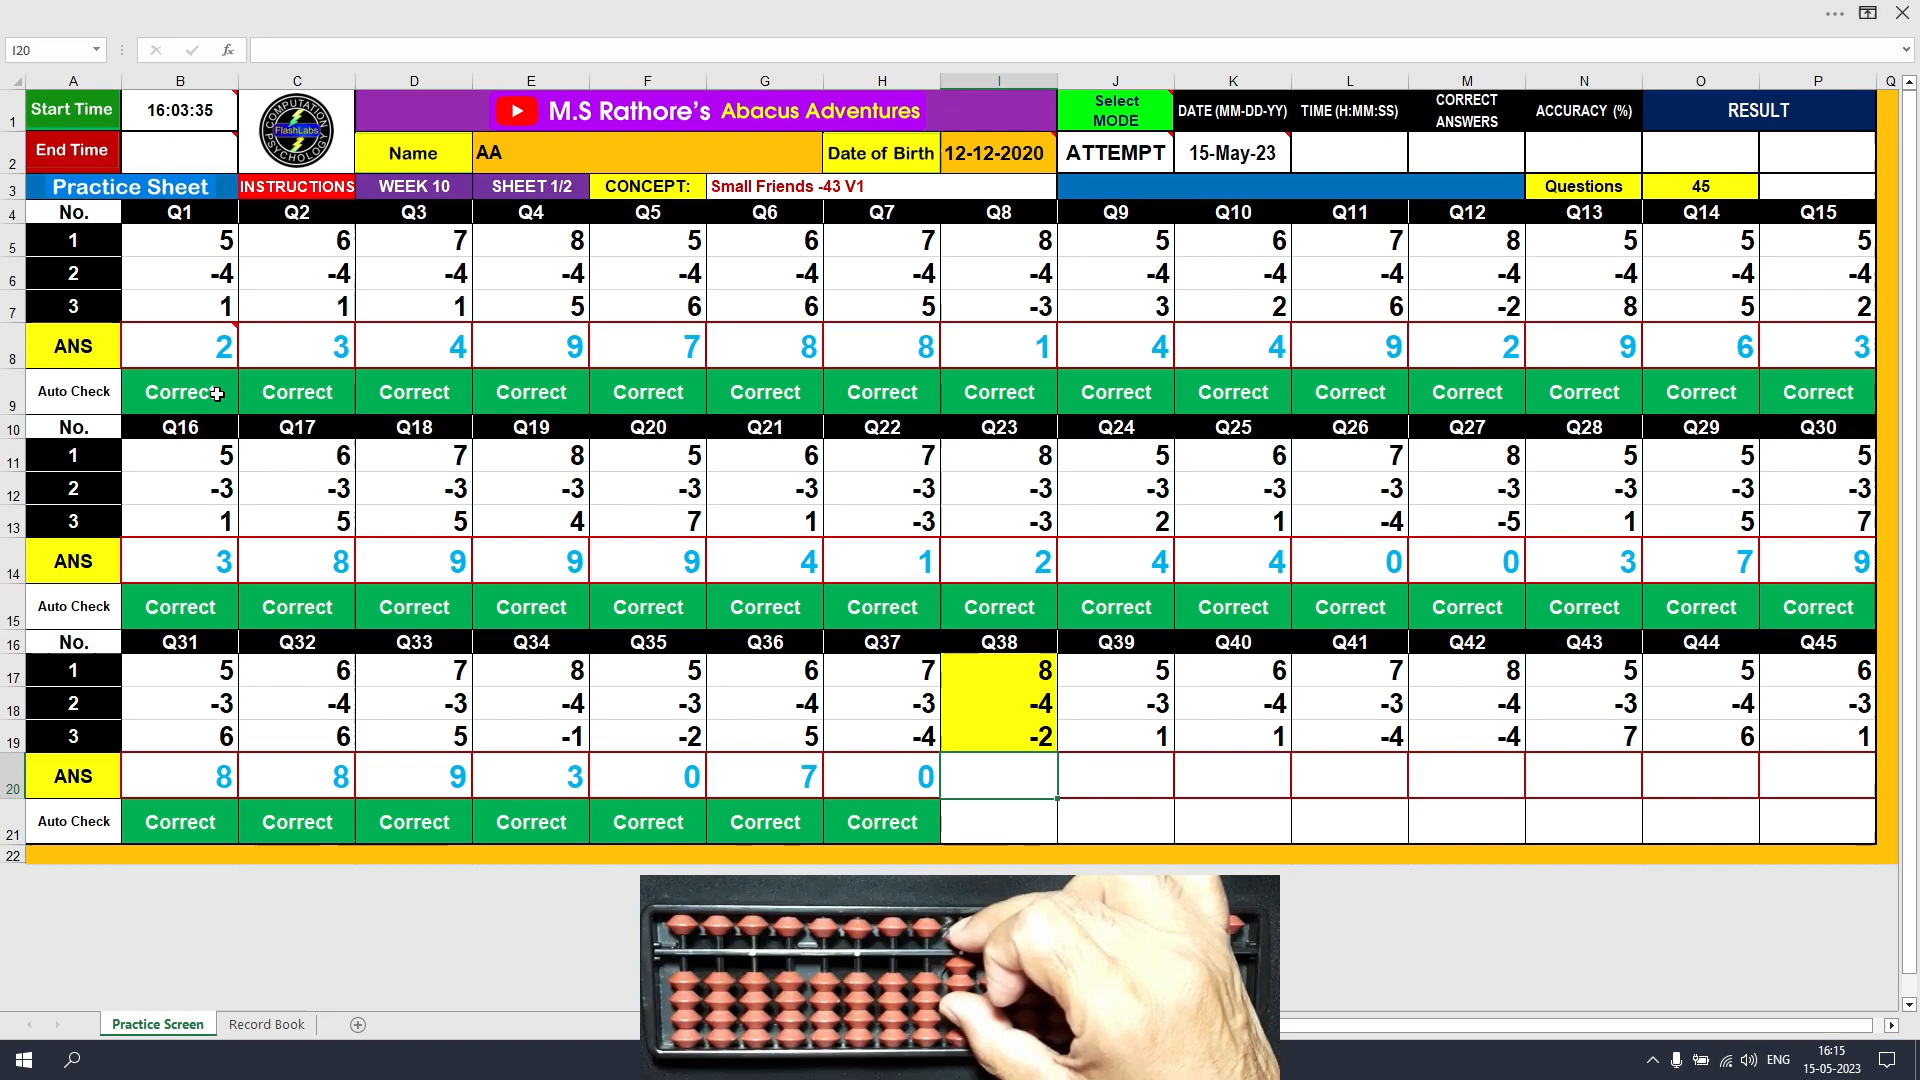 I20
fx
A B C D E F G H I J K L M N O P Q
1 Start Time 16:03:35 COMPUTATION PSYCHOLOGY FlashLabs M.S Rathore's Abacus Adventures Select MODE DATE (MM-DD-YY) TIME (H:MM:SS) CORRECT ANSWERS ACCURACY (%) RESULT
2 End Time Name AA Date of Birth 12-12-2020 ATTEMPT 15-May-23
3 Practice Sheet INSTRUCTIONS WEEK 10 SHEET 1/2 CONCEPT: Small Friends -43 V1 Questions 45
4 No. Q1 Q2 Q3 Q4 Q5 Q6 Q7 Q8 Q9 Q10 Q11 Q12 Q13 Q14 Q15
5 1 5 6 7 8 5 6 7 8 5 6 7 8 5 5 5
6 2 -4 -4 -4 -4 -4 -4 -4 -4 -4 -4 -4 -4 -4 -4 -4
7 3 1 1 1 5 6 6 5 -3 3 2 6 -2 8 5 2
8 ANS 2 3 4 9 7 8 8 1 4 4 9 2 9 6 3
9 Auto Check Correct Correct Correct Correct Correct Correct Correct Correct Correct Correct Correct Correct Correct Correct Correct
10 No. Q16 Q17 Q18 Q19 Q20 Q21 Q22 Q23 Q24 Q25 Q26 Q27 Q28 Q29 Q30
11 1 5 6 7 8 5 6 7 8 5 6 7 8 5 5 5
12 2 -3 -3 -3 -3 -3 -3 -3 -3 -3 -3 -3 -3 -3 -3 -3
13 3 1 5 5 4 7 1 -3 -3 2 1 -4 -5 1 5 7
14 ANS 3 8 9 9 9 4 1 2 4 4 0 0 3 7 9
15 Auto Check Correct Correct Correct Correct Correct Correct Correct Correct Correct Correct Correct Correct Correct Correct Correct
16 No. Q31 Q32 Q33 Q34 Q35 Q36 Q37 Q38 Q39 Q40 Q41 Q42 Q43 Q44 Q45
17 1 5 6 7 8 5 6 7 8 5 6 7 8 5 5 6
18 2 -3 -4 -3 -4 -3 -4 -3 -4 -3 -4 -3 -4 -3 -4 -3
19 3 6 6 5 -1 -2 5 -4 -2 1 1 -4 -4 7 6 1
20 ANS 8 8 9 3 0 7 0
21 Auto Check Correct Correct Correct Correct Correct Correct Correct
22
Practice Screen Record Book
ENG 16:15
15-05-2023